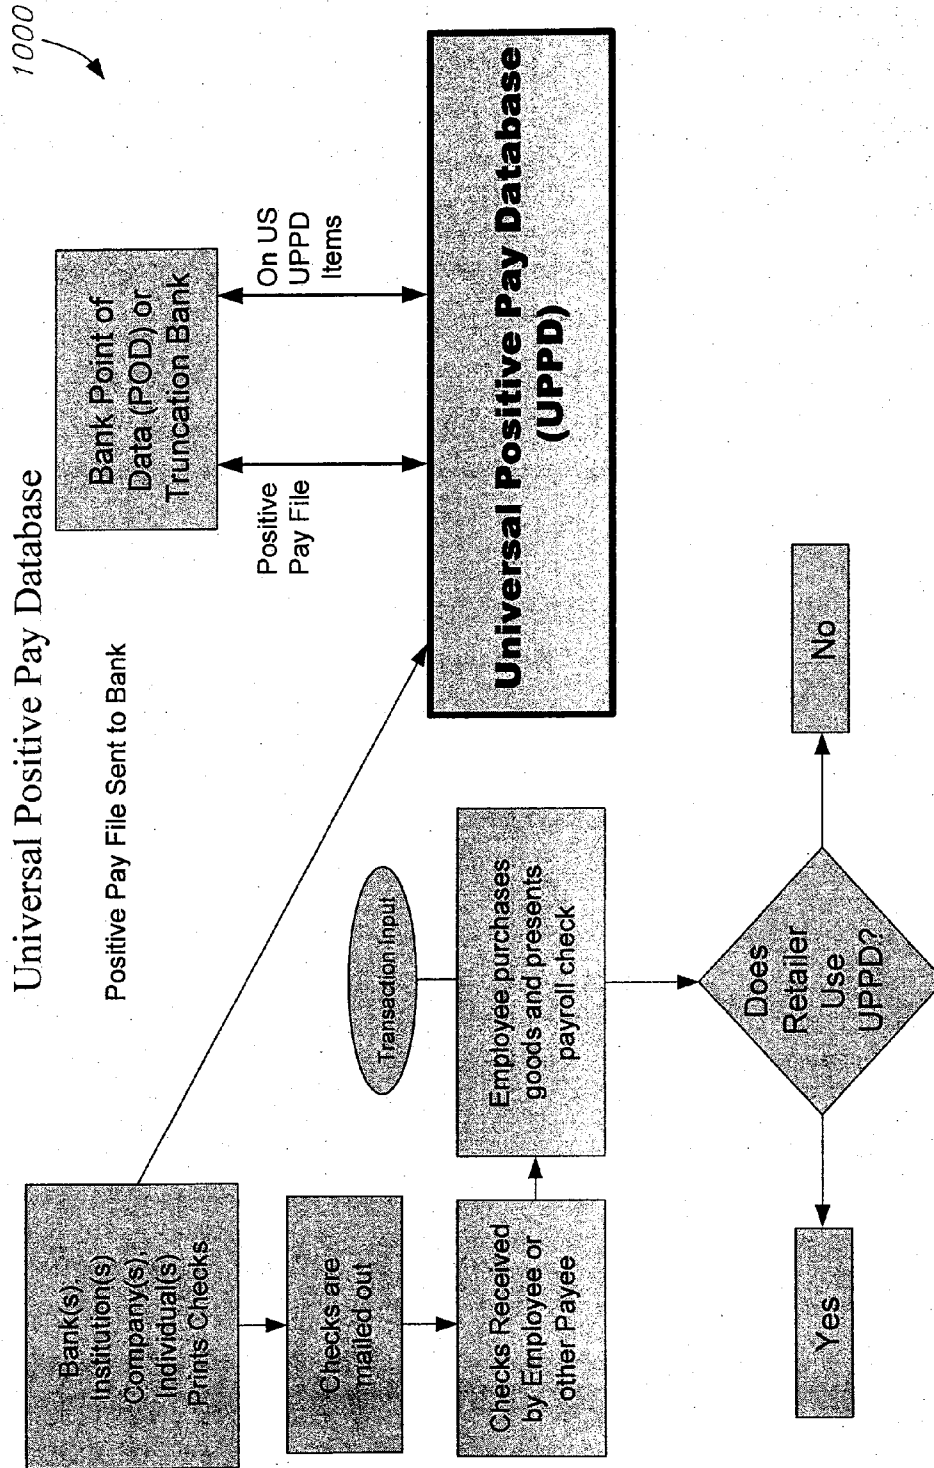 1000
Universal Positive Pay Database
Positive Pay File Sent to Bank
Bank(s),
Institution(s)
Company(s),
Individual(s)
Prints Checks
Bank Point of
Data (POD) or
Truncation Bank
Positive
Pay File
On US
UPPD
Items
Checks are
mailed out
Transaction Input
Universal Positive Pay Database
(UPPD)
Checks Received
by Employee or
other Payee
Employee purchases
goods and presents
payroll check
Does
Retailer
Use
UPPD?
Yes
No